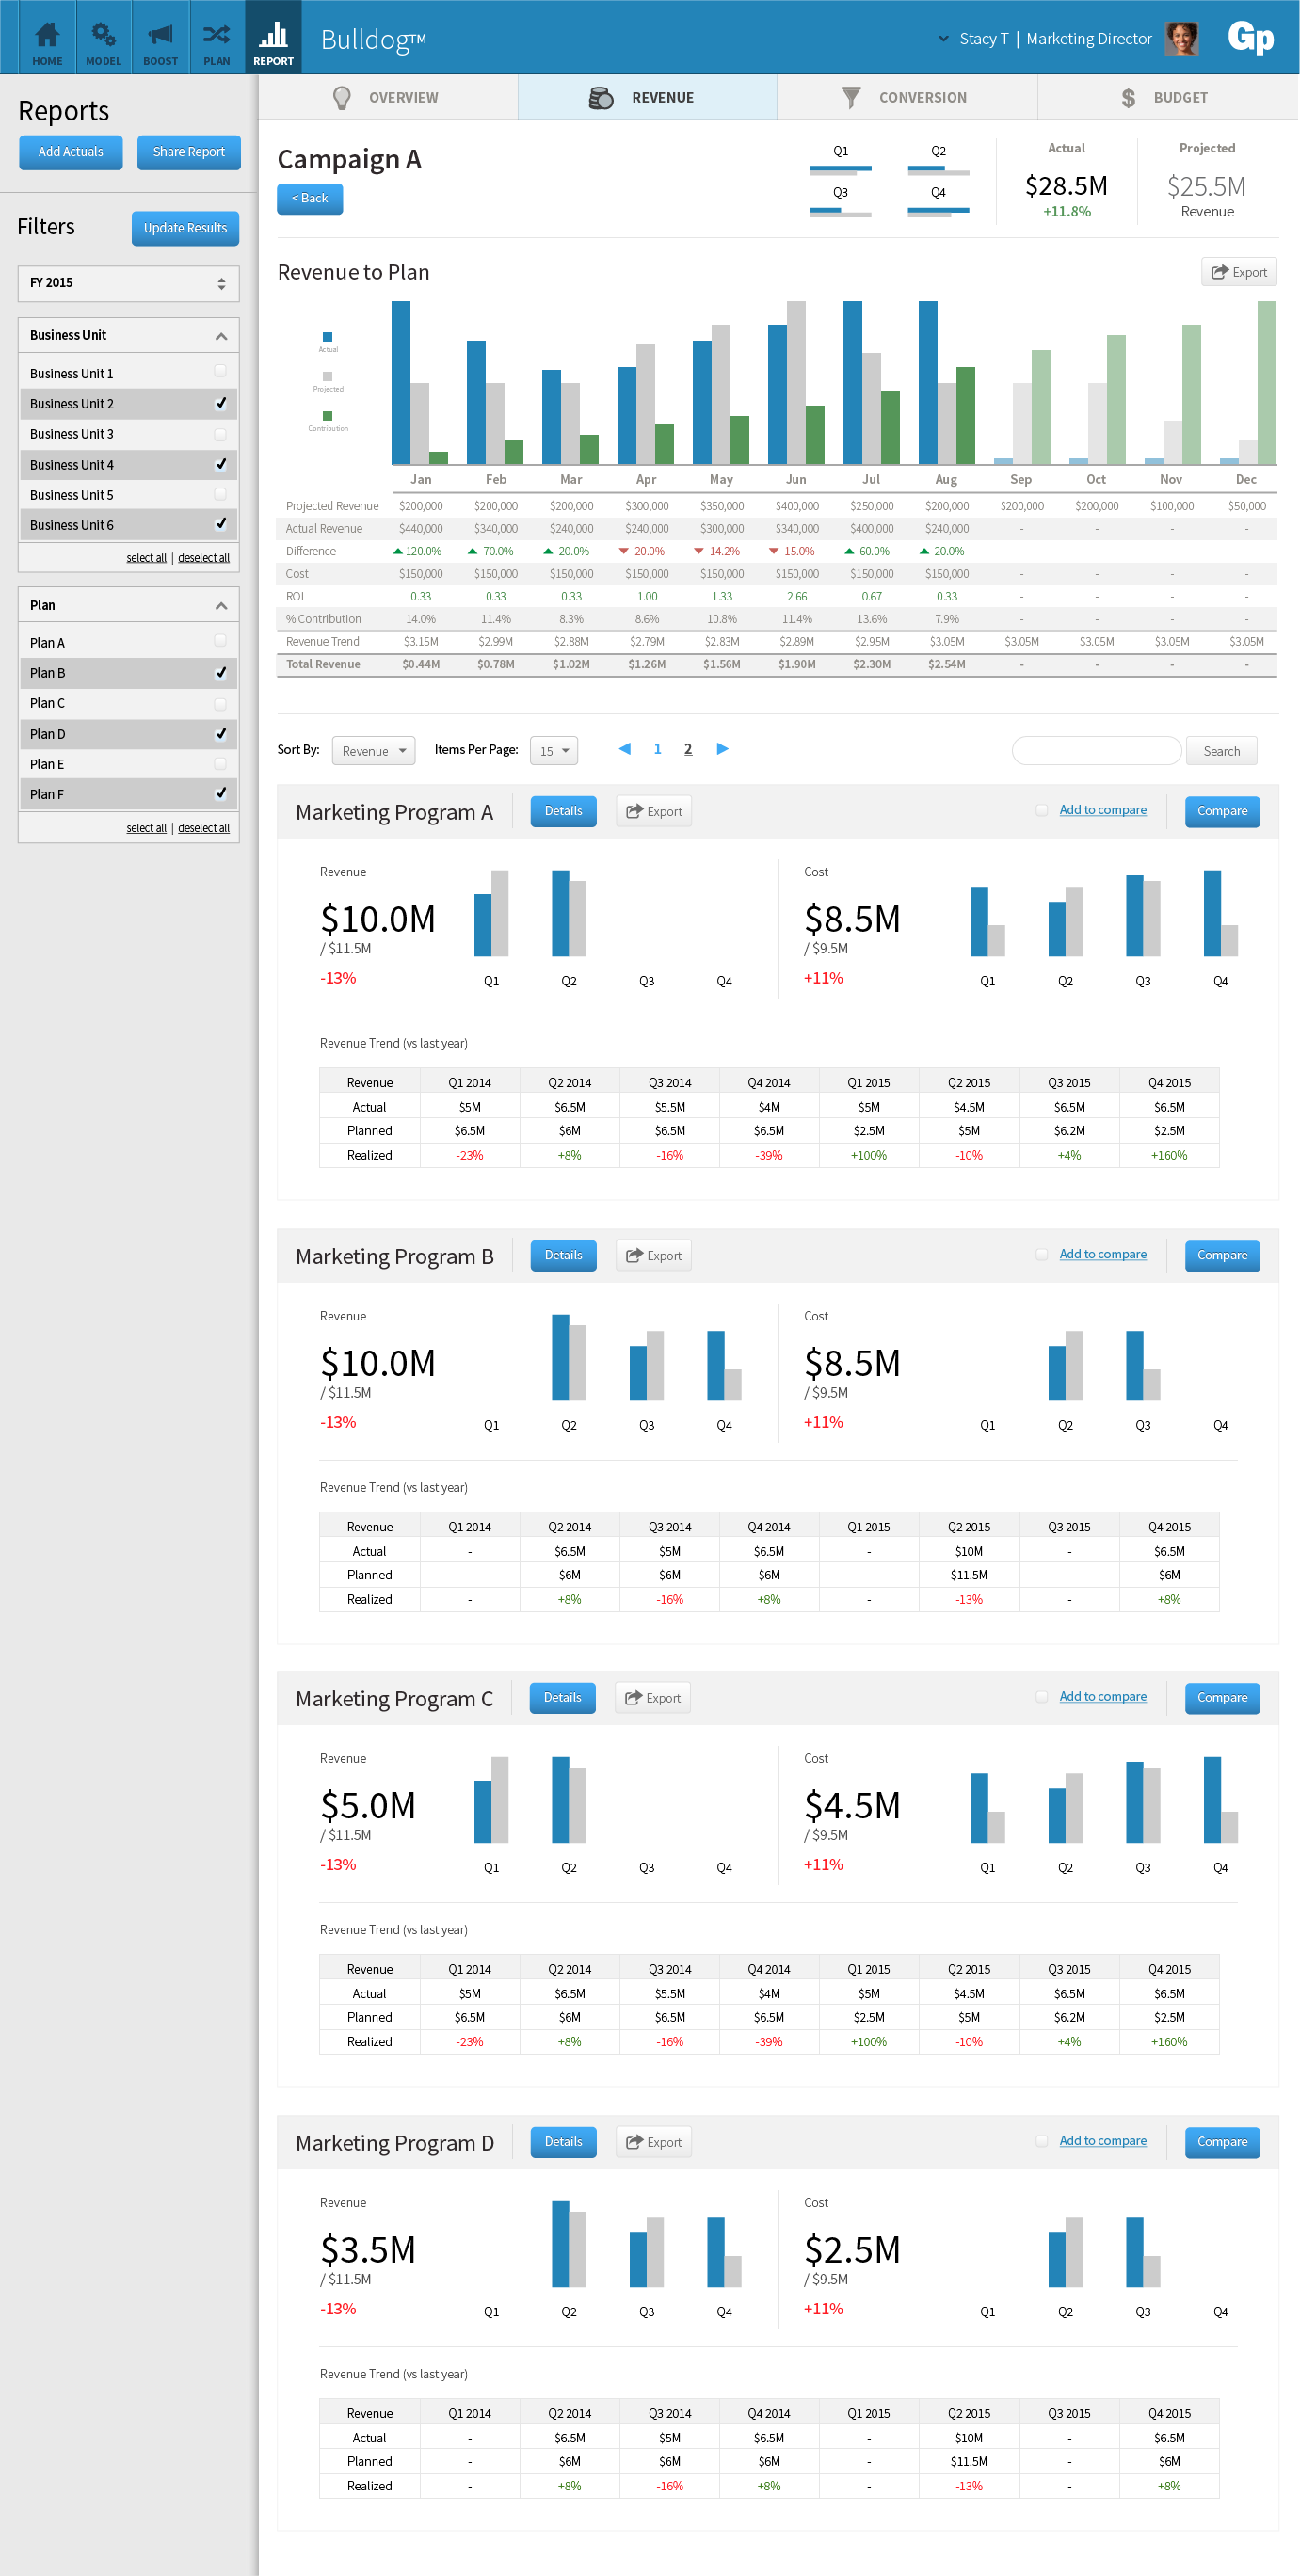 HOME MODEL BOOST PLAN REPORT Bulldog™ Stacy T | Marketing Director Gp
OVERVIEW REVENUE CONVERSION BUDGET
Reports
Add Actuals Share Report
Filters Update Results
FY 2015
Business Unit
Business Unit 1
Business Unit 2
Business Unit 3
Business Unit 4
Business Unit 5
Business Unit 6
select all | deselect all
Plan
Plan A
Plan B
Plan C
Plan D
Plan E
Plan F
select all | deselect all
Campaign A
< Back
Q1 Q2
Q3 Q4
Actual
$28.5M
+11.8%
Projected
$25.5M
Revenue
Revenue to Plan Export
Actual
Projected
Contribution
Jan Feb Mar Apr May Jun Jul Aug Sep Oct Nov Dec
Projected Revenue $200,000 $200,000 $200,000 $300,000 $350,000 $400,000 $250,000 $200,000 $200,000 $200,000 $100,000 $50,000
Actual Revenue $440,000 $340,000 $240,000 $240,000 $300,000 $340,000 $400,000 $240,000 - - - -
Difference 120.0% 70.0% 20.0% 20.0% 14.2% 15.0% 60.0% 20.0% - - - -
Cost $150,000 $150,000 $150,000 $150,000 $150,000 $150,000 $150,000 $150,000 - - - -
ROI 0.33 0.33 0.33 1.00 1.33 2.66 0.67 0.33 - - - -
% Contribution 14.0% 11.4% 8.3% 8.6% 10.8% 11.4% 13.6% 7.9% - - - -
Revenue Trend $3.15M $2.99M $2.88M $2.79M $2.83M $2.89M $2.95M $3.05M $3.05M $3.05M $3.05M $3.05M
Total Revenue $0.44M $0.78M $1.02M $1.26M $1.56M $1.90M $2.30M $2.54M - - - -
Sort By: Revenue Items Per Page: 15 1 2 Search
Marketing Program A Details Export Add to compare Compare
Revenue
$10.0M
/ $11.5M
-13%
Q1 Q2 Q3 Q4
Cost
$8.5M
/ $9.5M
+11%
Q1 Q2 Q3 Q4
Revenue Trend (vs last year)
Revenue Q1 2014 Q2 2014 Q3 2014 Q4 2014 Q1 2015 Q2 2015 Q3 2015 Q4 2015
Actual $5M $6.5M $5.5M $4M $5M $4.5M $6.5M $6.5M
Planned $6.5M $6M $6.5M $6.5M $2.5M $5M $6.2M $2.5M
Realized -23% +8% -16% -39% +100% -10% +4% +160%
Marketing Program B Details Export Add to compare Compare
Revenue
$10.0M
/ $11.5M
-13%
Q1 Q2 Q3 Q4
Cost
$8.5M
/ $9.5M
+11%
Q1 Q2 Q3 Q4
Revenue Trend (vs last year)
Revenue Q1 2014 Q2 2014 Q3 2014 Q4 2014 Q1 2015 Q2 2015 Q3 2015 Q4 2015
Actual - $6.5M $5M $6.5M - $10M - $6.5M
Planned - $6M $6M $6M - $11.5M - $6M
Realized - +8% -16% +8% - -13% - +8%
Marketing Program C Details Export Add to compare Compare
Revenue
$5.0M
/ $11.5M
-13%
Q1 Q2 Q3 Q4
Cost
$4.5M
/ $9.5M
+11%
Q1 Q2 Q3 Q4
Revenue Trend (vs last year)
Revenue Q1 2014 Q2 2014 Q3 2014 Q4 2014 Q1 2015 Q2 2015 Q3 2015 Q4 2015
Actual $5M $6.5M $5.5M $4M $5M $4.5M $6.5M $6.5M
Planned $6.5M $6M $6.5M $6.5M $2.5M $5M $6.2M $2.5M
Realized -23% +8% -16% -39% +100% -10% +4% +160%
Marketing Program D Details Export Add to compare Compare
Revenue
$3.5M
/ $11.5M
-13%
Q1 Q2 Q3 Q4
Cost
$2.5M
/ $9.5M
+11%
Q1 Q2 Q3 Q4
Revenue Trend (vs last year)
Revenue Q1 2014 Q2 2014 Q3 2014 Q4 2014 Q1 2015 Q2 2015 Q3 2015 Q4 2015
Actual - $6.5M $5M $6.5M - $10M - $6.5M
Planned - $6M $6M $6M - $11.5M - $6M
Realized - +8% -16% +8% - -13% - +8%